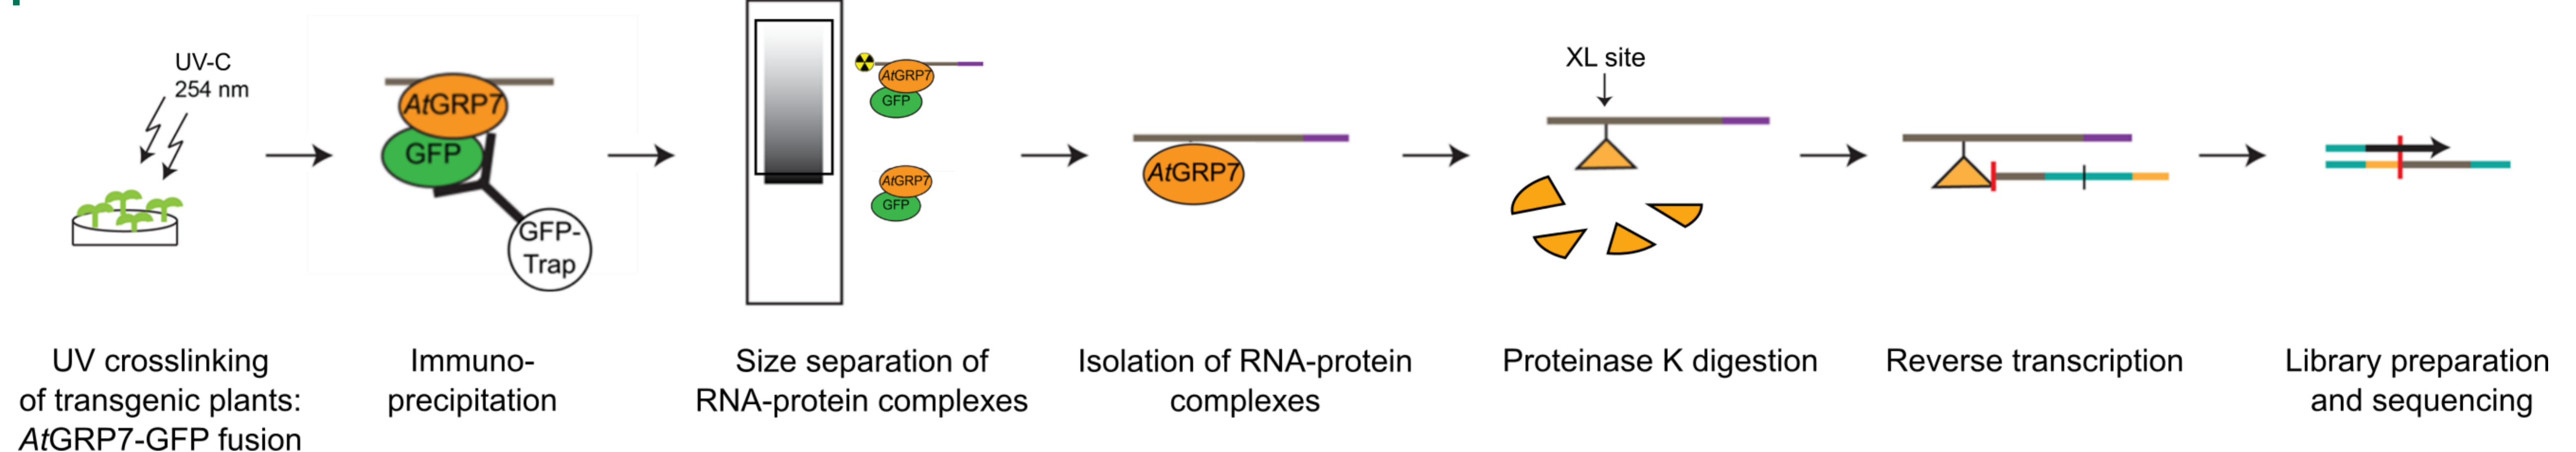 UV-C
254 nm
AtGRP7
GFP
GFP-
Trap
AtGRP7
GFP
AtGRP7
GFP
AtGRP7
XL site
UV crosslinking
of transgenic plants:
AtGRP7-GFP fusion
Immuno-
precipitation
Size separation of
RNA-protein complexes
Isolation of RNA-protein
complexes
Proteinase K digestion
Reverse transcription
Library preparation
and sequencing